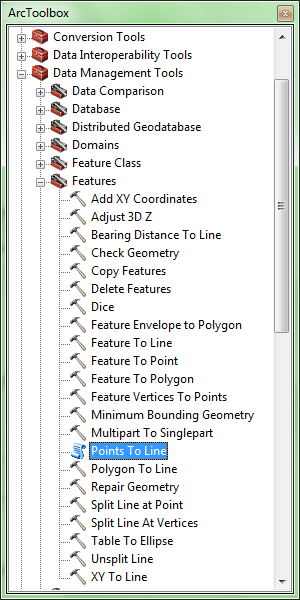 ArcToolbox
Conversion Tools
Data Interoperability Tools
Data Management Tools
Data Comparison
Database
Distributed Geodatabase
Domains
Feature Class
Features
Add XY Coordinates
Adjust 3D Z
Bearing Distance To Line
Check Geometry
Copy Features
Delete Features
Dice
Feature Envelope to Polygon
Feature To Line
Feature To Point
Feature To Polygon
Feature Vertices To Points
Minimum Bounding Geometry
Multipart To Singlepart
Points To Line
Polygon To Line
Repair Geometry
Split Line at Point
Split Line At Vertices
Table To Ellipse
Unsplit Line
XY To Line